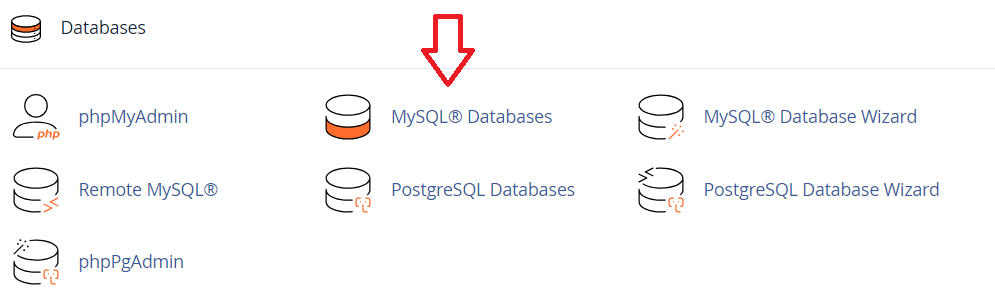 Databases
phpMyAdmin
php
MySQL® Databases
MySQL® Database Wizard
Remote MySQL®
PostgreSQL Databases
PostgreSQL Database Wizard
phpPgAdmin